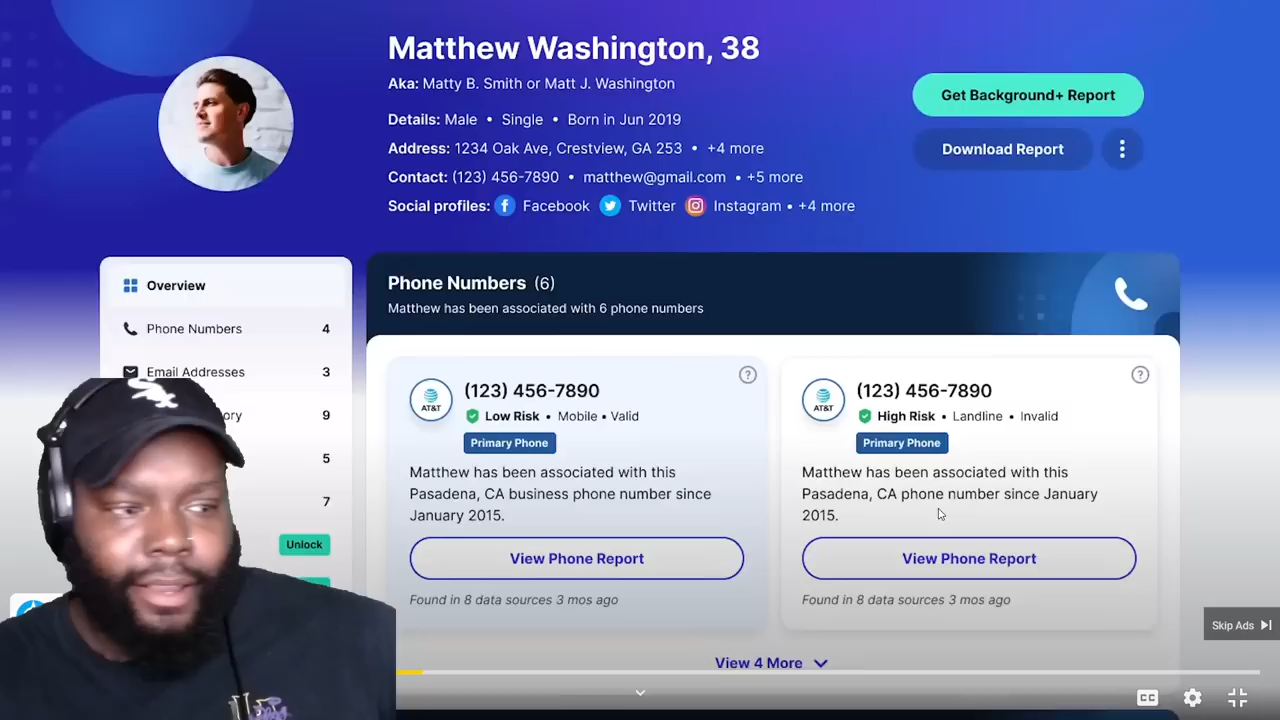 Matthew Washington, 38
Aka: Matty B. Smith or Matt J. Washington
Details: Male • Single • Born in Jun 2019
Address: 1234 Oak Ave, Crestview, GA 253 • +4 more
Contact: (123) 456-7890 • matthew@gmail.com • +5 more
Social profiles: Facebook Twitter Instagram • +4 more
Get Background+ Report
Download Report
Overview
Phone Numbers 4
Email Addresses 3
9
5
7
Unlock
Phone Numbers (6)
Matthew has been associated with 6 phone numbers
AT&T
(123) 456-7890
Low Risk • Mobile • Valid
Primary Phone
Matthew has been associated with this
Pasadena, CA business phone number since
January 2015.
View Phone Report
Found in 8 data sources 3 mos ago
AT&T
(123) 456-7890
High Risk • Landline • Invalid
Primary Phone
Matthew has been associated with this
Pasadena, CA phone number since January
2015.
View Phone Report
Found in 8 data sources 3 mos ago
View 4 More
Skip Ads
CC
Sox